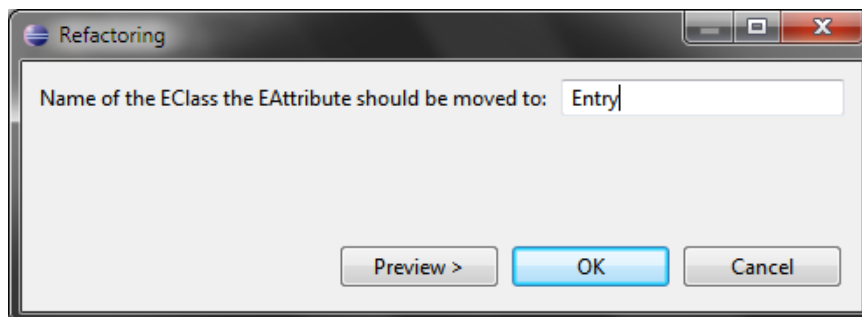 Refactoring
Name of the EClass the EAttribute should be moved to: Entry
Preview > OK Cancel